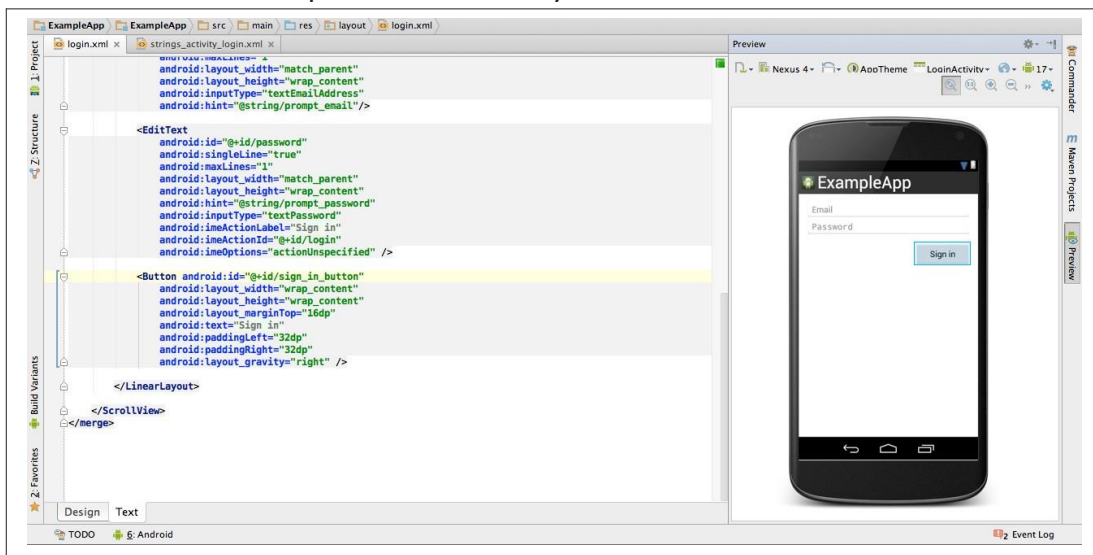 ExampleApp ExampleApp src main res layout login.xml
login.xml strings_activity_login.xml
1: Project
Z: Structure
Build Variants
2: Favorites
android:maxLines="1"
android:layout_width="match_parent"
android:layout_height="wrap_content"
android:inputType="textEmailAddress"
android:hint="@string/prompt_email"/>
<EditText
android:id="@+id/password"
android:singleLine="true"
android:maxLines="1"
android:layout_width="match_parent"
android:layout_height="wrap_content"
android:hint="@string/prompt_password"
android:inputType="textPassword"
android:imeActionLabel="Sign in"
android:imeActionId="@+id/login"
android:imeOptions="actionUnspecified" />
<Button android:id="@+id/sign_in_button"
android:layout_width="wrap_content"
android:layout_height="wrap_content"
android:layout_marginTop="16dp"
android:text="Sign in"
android:paddingLeft="32dp"
android:paddingRight="32dp"
android:layout_gravity="right" />
</LinearLayout>
</ScrollView>
</merge>
Design Text
Preview
Nexus 4 AppTheme LoginActivity 17
ExampleApp
Email
Password
Sign in
Commander
Maven Projects
Preview
TODO 6: Android
2 Event Log